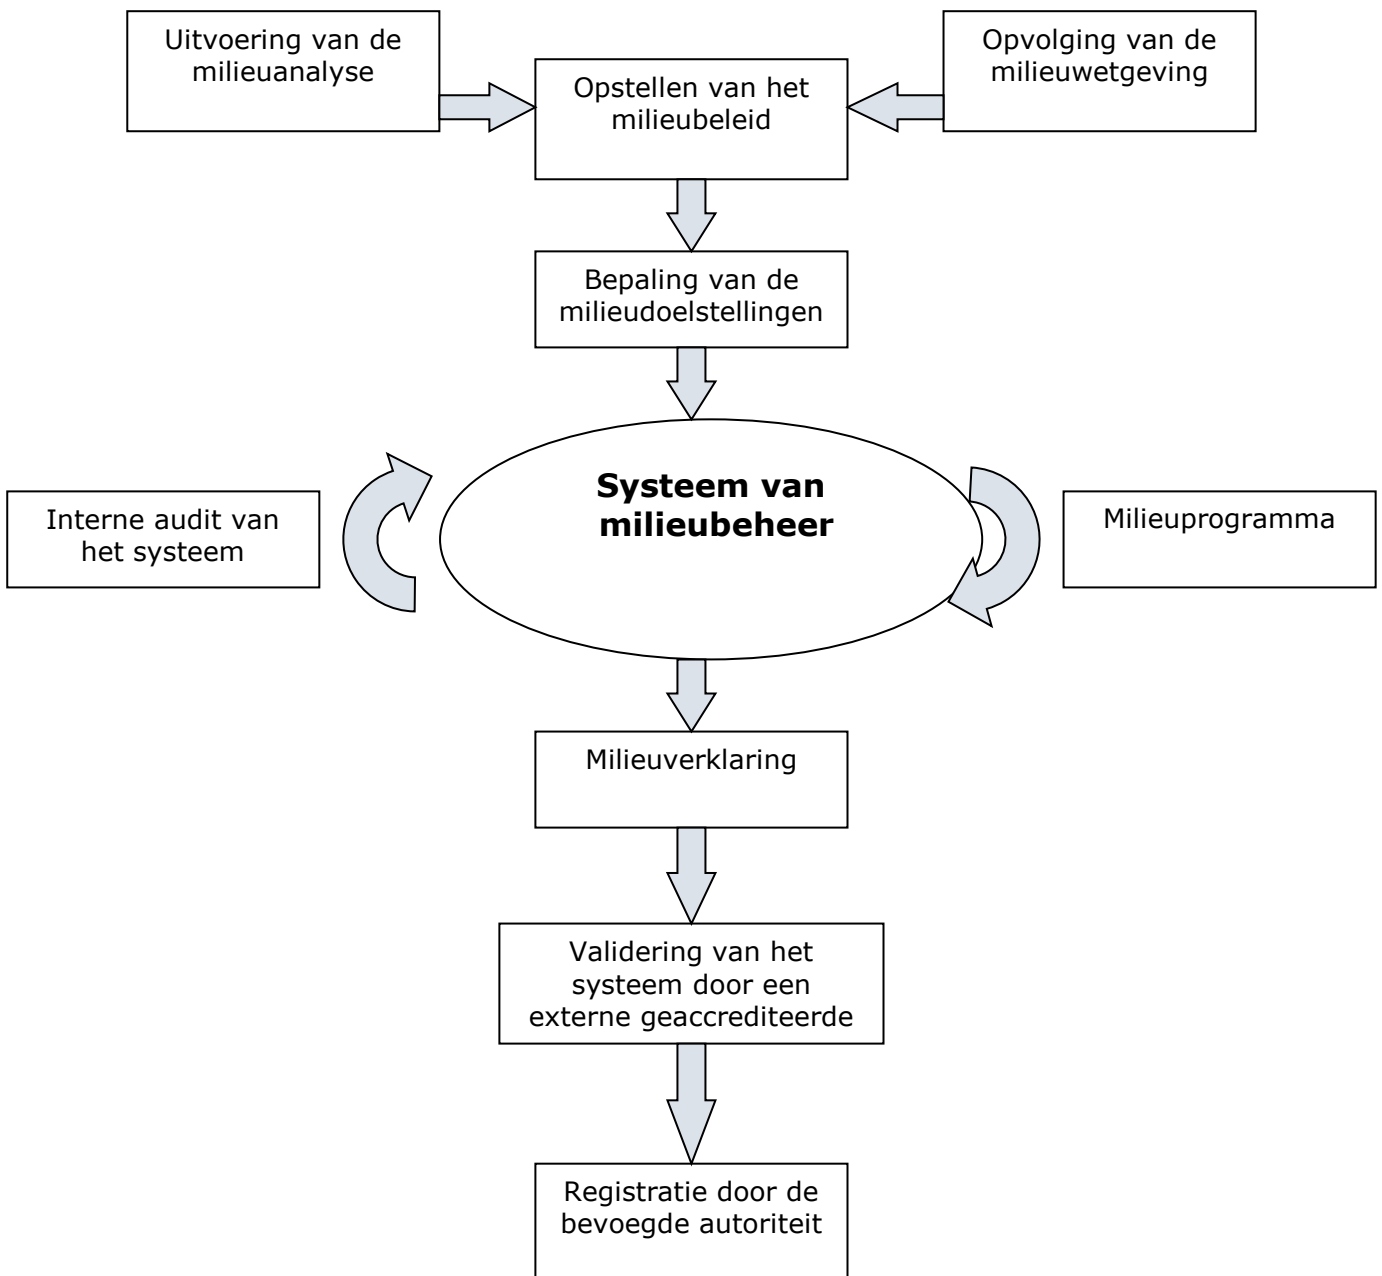 Uitvoering van de
milieuanalyse
Opstellen van het
milieubeleid
Opvolging van de
milieuwetgeving
Bepaling van de
milieudoelstellingen
Systeem van
milieubeheer
Interne audit van
het systeem
Milieuprogramma
Milieuverklaring
Validering van het
systeem door een
externe geaccrediteerde
Registratie door de
bevoegde autoriteit